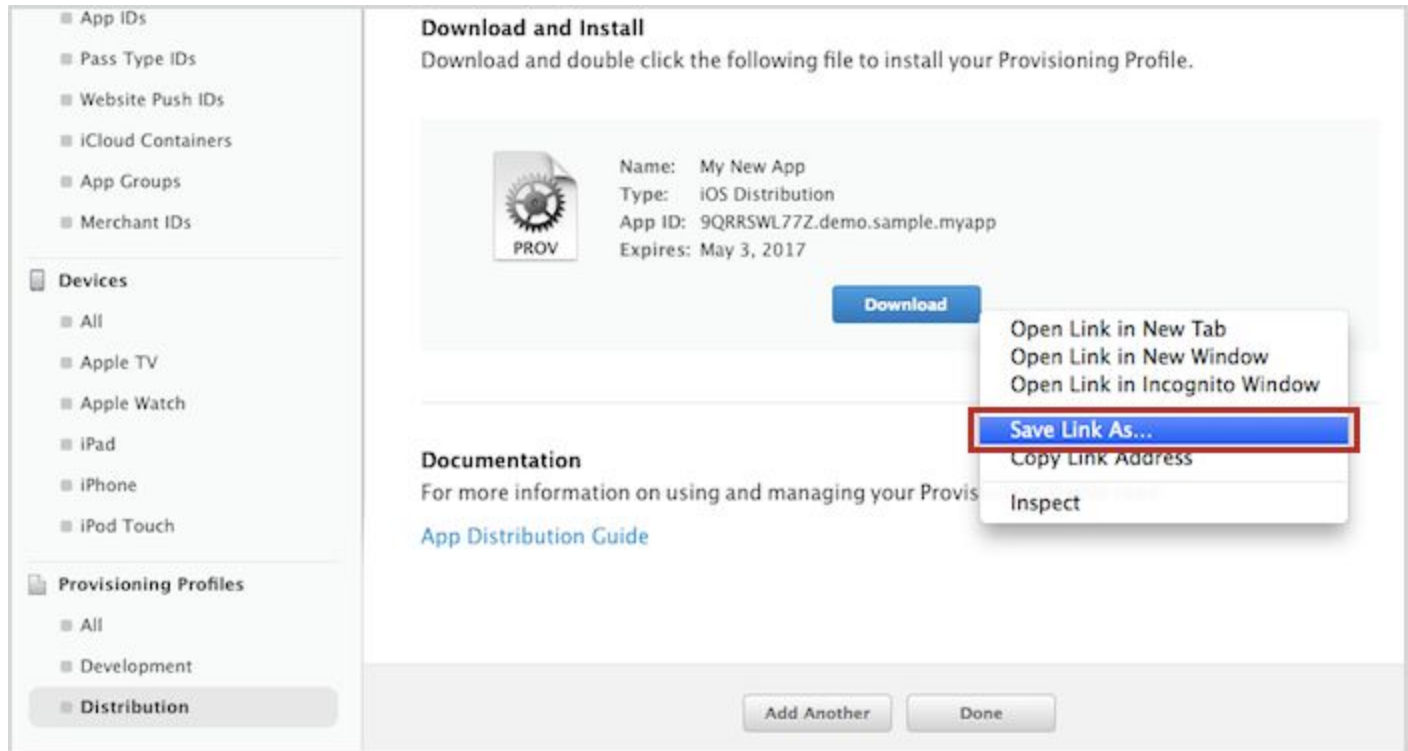 App IDs
Pass Type IDs
Website Push IDs
iCloud Containers
App Groups
Merchant IDs
Devices
All
Apple TV
Apple Watch
iPad
iPhone
iPod Touch
Provisioning Profiles
All
Development
Distribution
Download and Install
Download and double click the following file to install your Provisioning Profile.
PROV
Name: My New App
Type: iOS Distribution
App ID: 9QRRSWL77Z.demo.sample.myapp
Expires: May 3, 2017
Download
Open Link in New Tab
Open Link in New Window
Open Link in Incognito Window
Save Link As...
Copy Link Address
Inspect
Documentation
For more information on using and managing your
App Distribution Guide
Add Another
Done